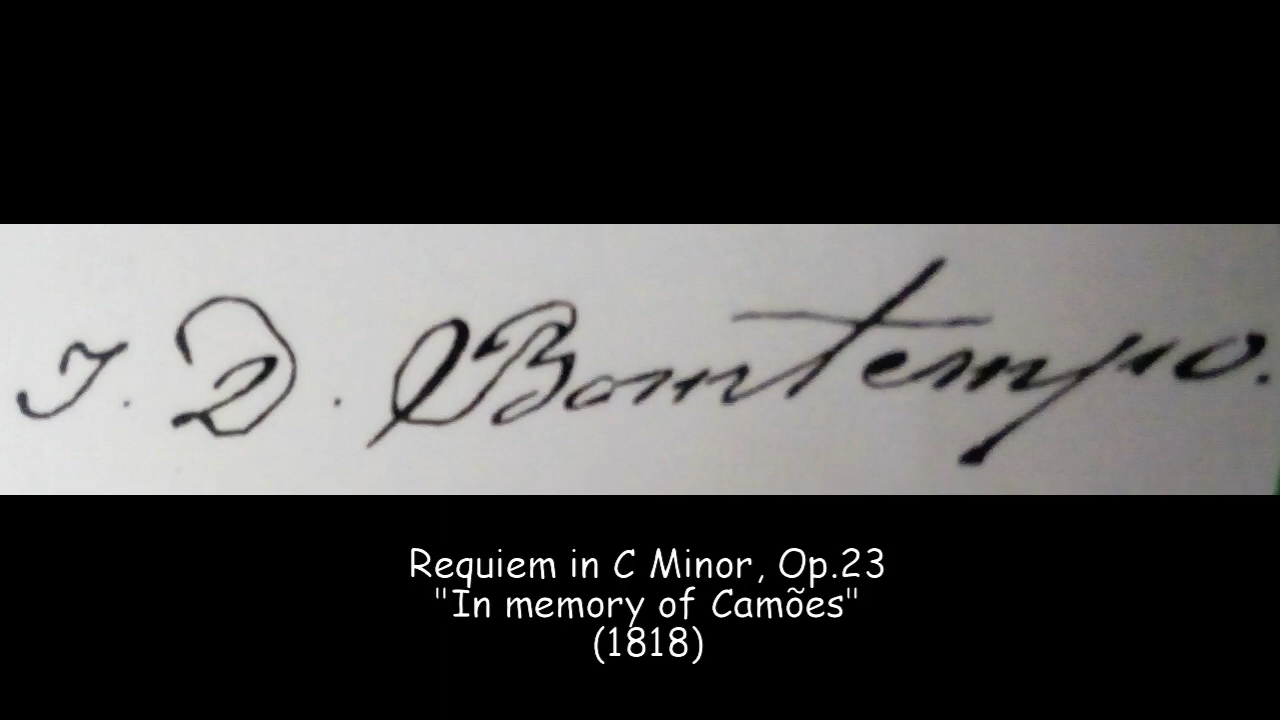 J. D. Bomtempo.
Requiem in C Minor, Op.23
"In memory of Camões"
(1818)